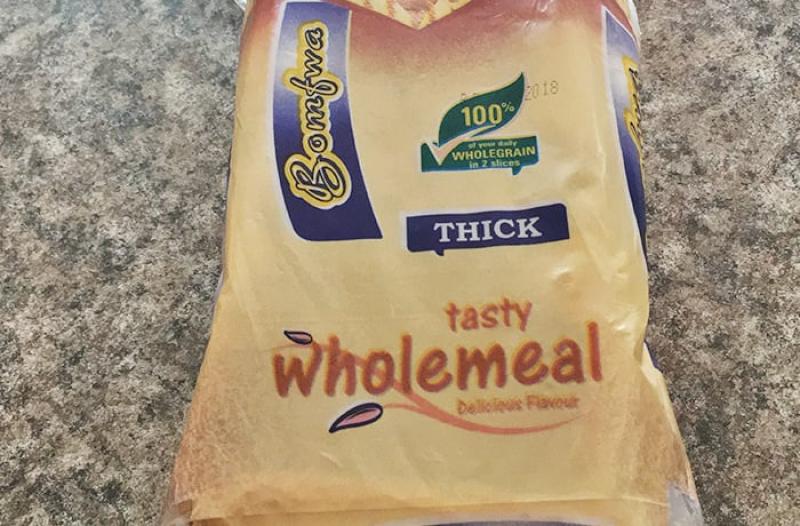 Bomfwa
2018
100%
of your daily
WHOLEGRAIN
in 2 slices
THICK
tasty
wholemeal
Delicious Flavour